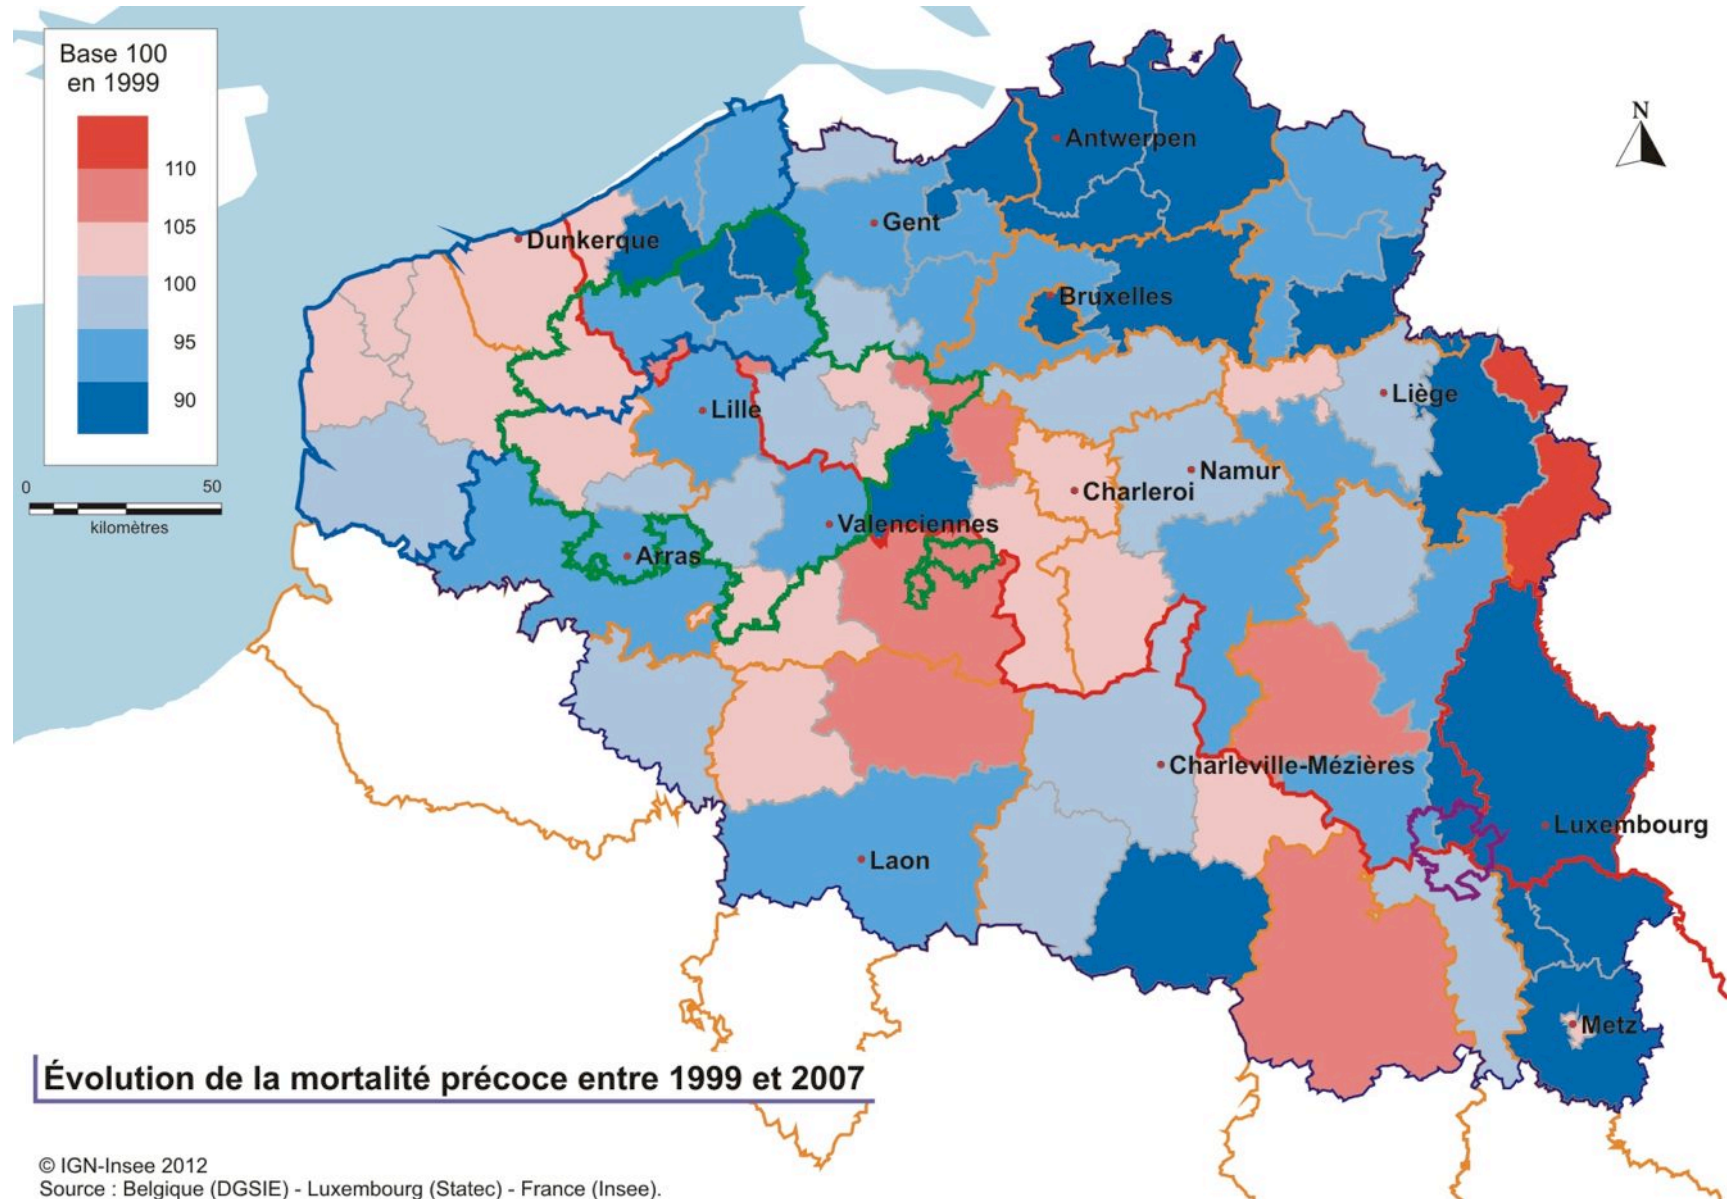 Base 100
en 1999
110
105
100
95
90
0
50
kilomètres
N
Antwerpen
Gent
Dunkerque
Bruxelles
Liège
Lille
Namur
Charleroi
Valenciennes
Arras
Charleville-Mézières
Luxembourg
Laon
Metz
Évolution de la mortalité précoce entre 1999 et 2007
© IGN-Insee 2012
Source : Belgique (DGSIE) - Luxembourg (Statec) - France (Insee).